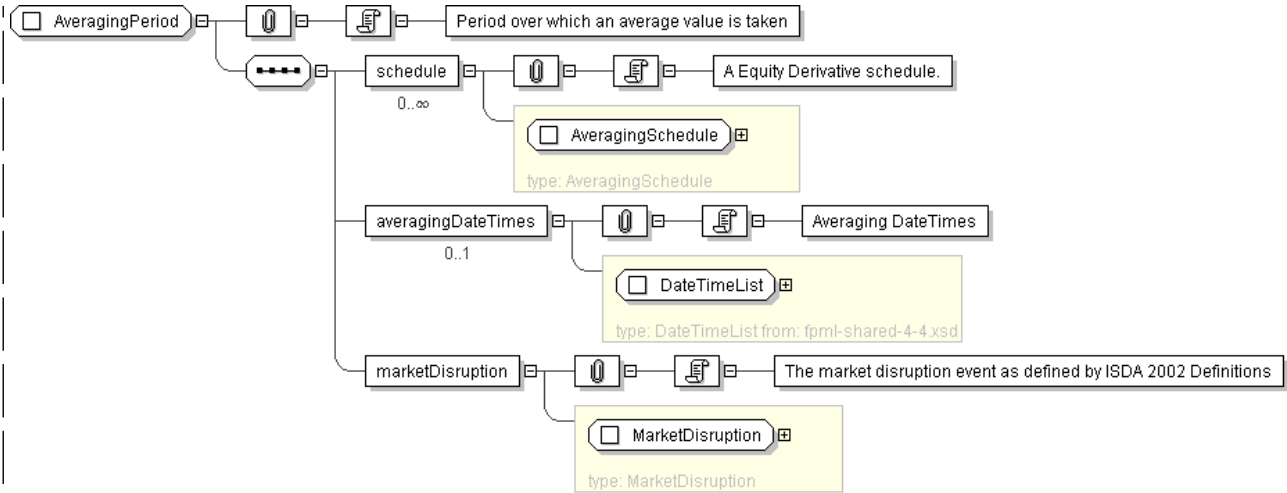 AveragingPeriod
Period over which an average value is taken
schedule
A Equity Derivative schedule.
0..∞
AveragingSchedule
type: AveragingSchedule
averagingDateTimes
Averaging DateTimes
0..1
DateTimeList
type: DateTimeList from: fpml-shared-4-4.xsd
marketDisruption
The market disruption event as defined by ISDA 2002 Definitions
MarketDisruption
type: MarketDisruption